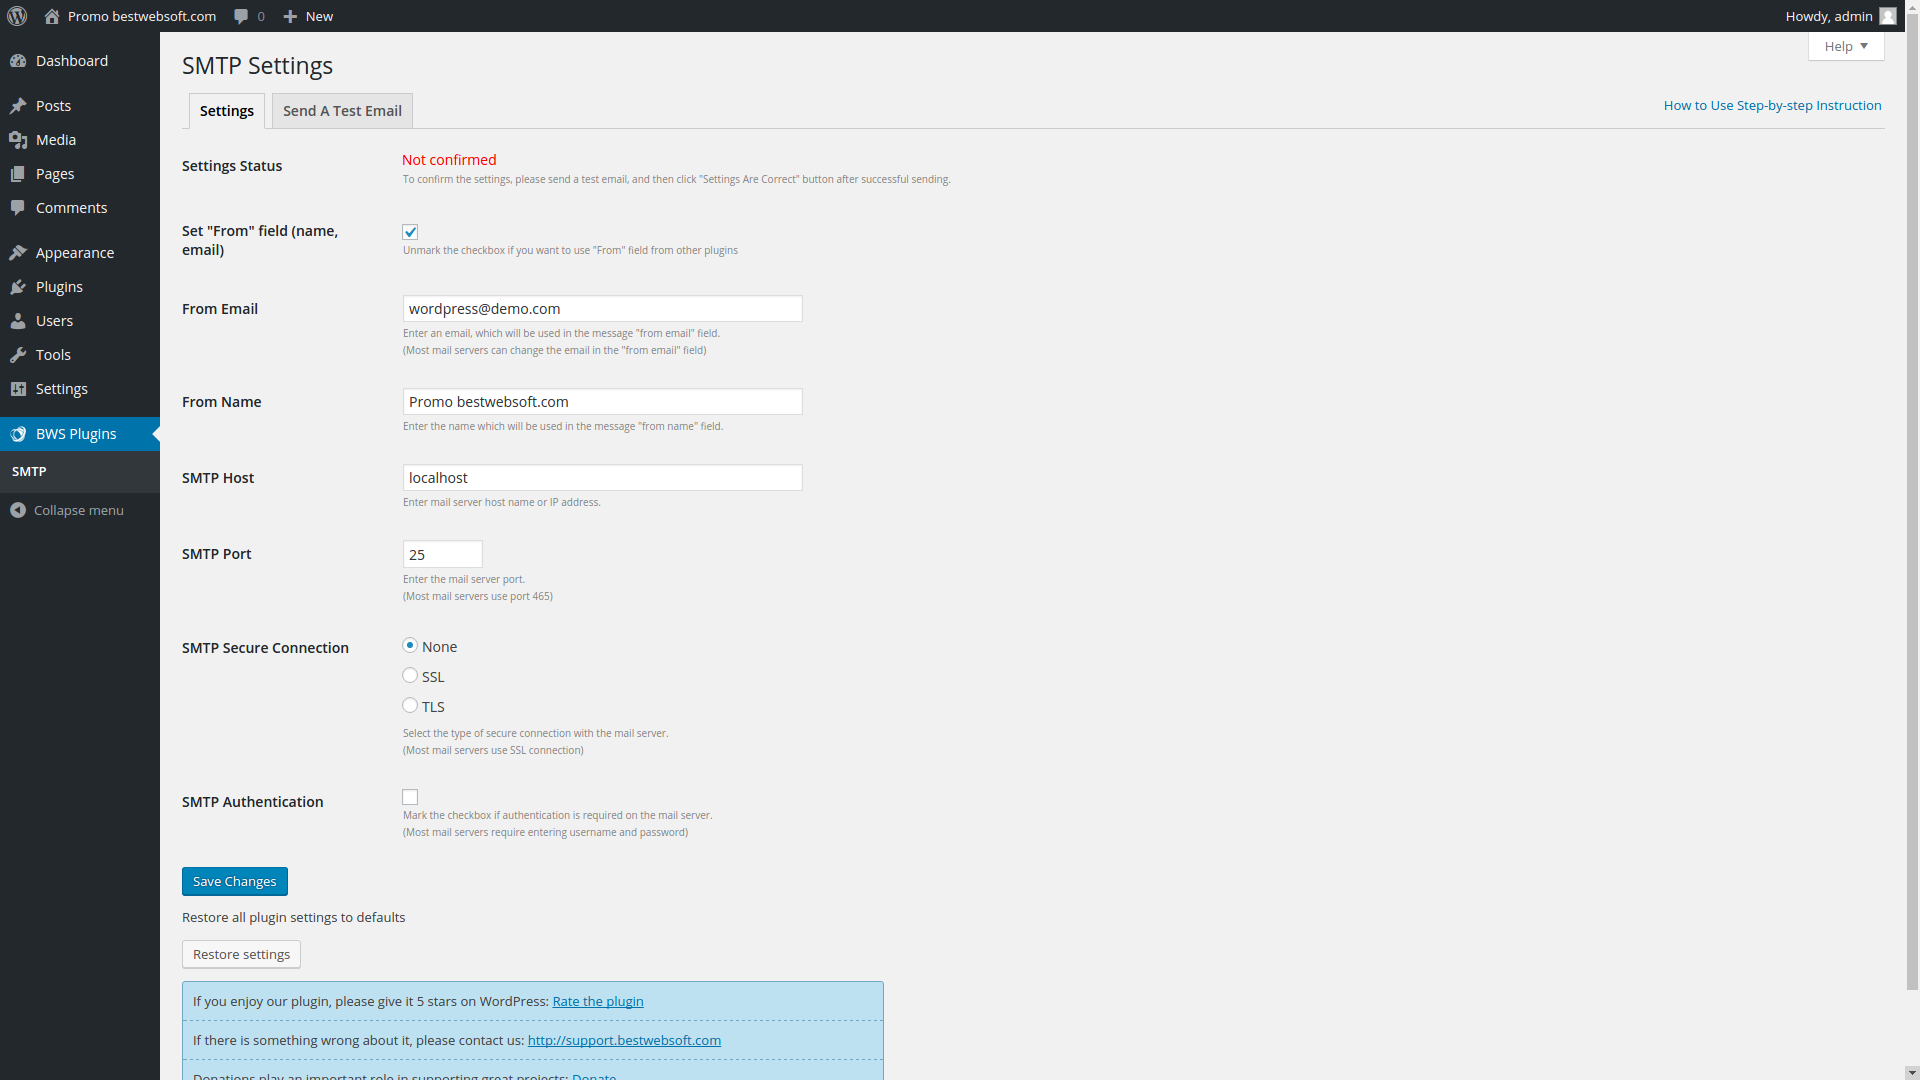 Promo bestwebsoft.com
0
New
Howdy, admin
Dashboard
Posts
Media
Pages
Comments
Appearance
Plugins
Users
Tools
Settings
BWS Plugins
SMTP
Collapse menu
Help
SMTP Settings
Settings
Send A Test Email
How to Use Step-by-step Instruction
Settings Status
Not confirmed
To confirm the settings, please send a test email, and then click "Settings Are Correct" button after successful sending.
Set "From" field (name,
email)
Unmark the checkbox if you want to use "From" field from other plugins
From Email
wordpress@demo.com
Enter an email, which will be used in the message "from email" field.
(Most mail servers can change the email in the "from email" field)
From Name
Promo bestwebsoft.com
Enter the name which will be used in the message "from name" field.
SMTP Host
localhost
Enter mail server host name or IP address.
SMTP Port
25
Enter the mail server port.
(Most mail servers use port 465)
SMTP Secure Connection
None
SSL
TLS
Select the type of secure connection with the mail server.
(Most mail servers use SSL connection)
SMTP Authentication
Mark the checkbox if authentication is required on the mail server.
(Most mail servers require entering username and password)
Save Changes
Restore all plugin settings to defaults
Restore settings
If you enjoy our plugin, please give it 5 stars on WordPress: Rate the plugin
If there is something wrong about it, please contact us: http://support.bestwebsoft.com
Donations play an important role in supporting great projects: Donate